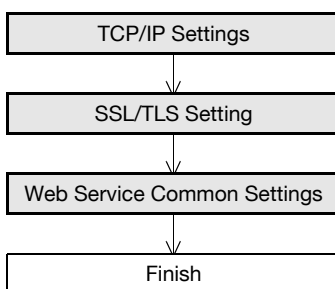 TCP/IP Settings
SSL/TLS Setting
Web Service Common Settings
Finish